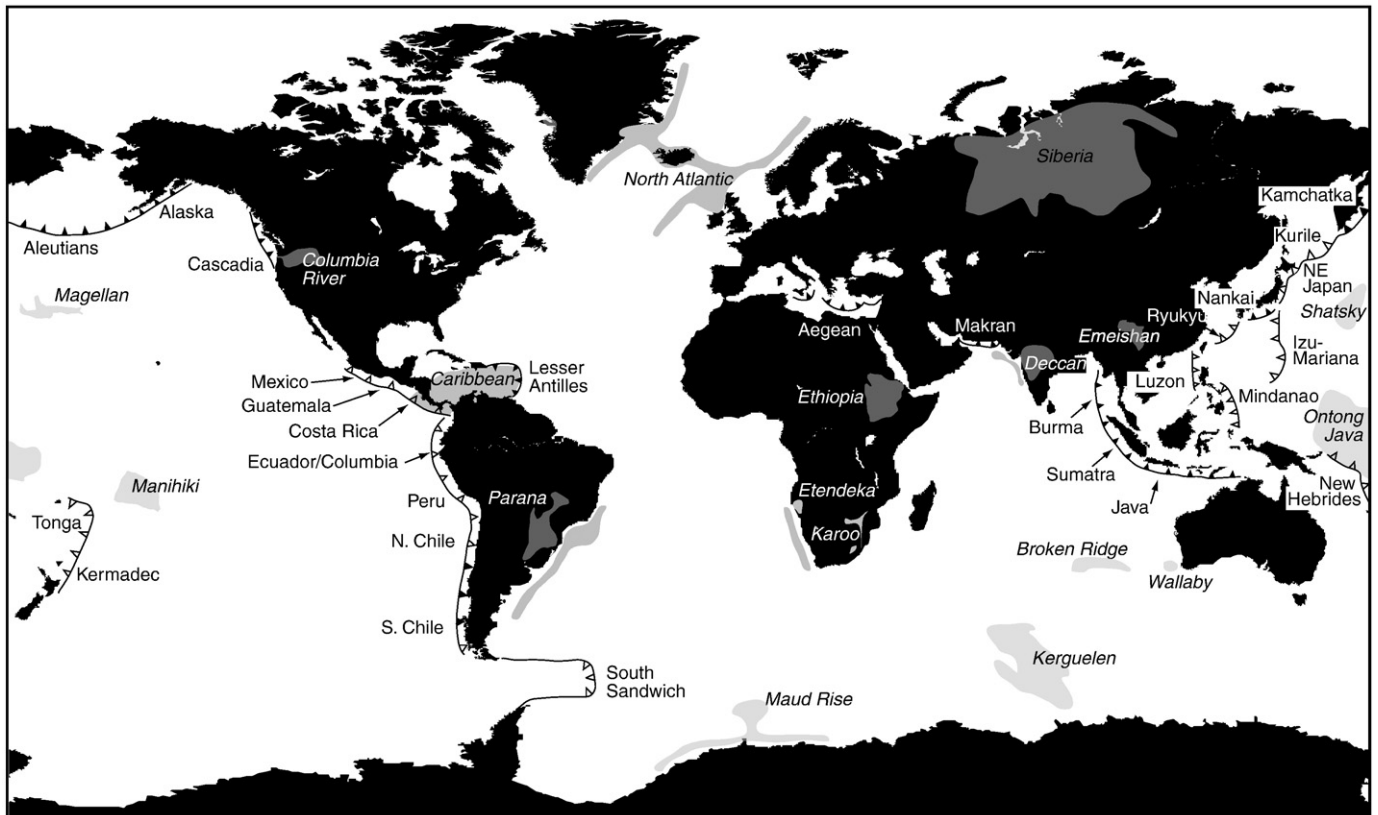 Siberia
North Atlantic
Kamchatka
Alaska
Aleutians
Kurile
Cascadia
Columbia
River
NE
Japan
Magellan
Nankai
Shatsky
Ryukyu
Aegean
Makran
Emeishan
Izu-
Mariana
Lesser
Antilles
Caribbean
Deccan
Mexico
Luzon
Guatemala
Ethiopia
Mindanao
Costa Rica
Burma
Ontong
Java
Ecuador/Columbia
Sumatra
Manihiki
Peru
Parana
Etendeka
New
Hebrides
Java
Tonga
N. Chile
Karoo
Broken Ridge
Kermadec
Wallaby
S. Chile
Kerguelen
South
Sandwich
Maud Rise